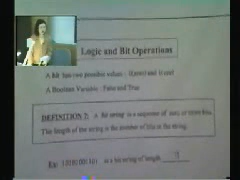 Logic and Bit Operations
A bit has two possible values : 0(zero) and 1(one)
A Boolean Variable : False and True
DEFINITION 7: A bit string is a sequence of zero or more bits.
The length of the string is the number of bits in the string.
Ex: is a bit string of length 9